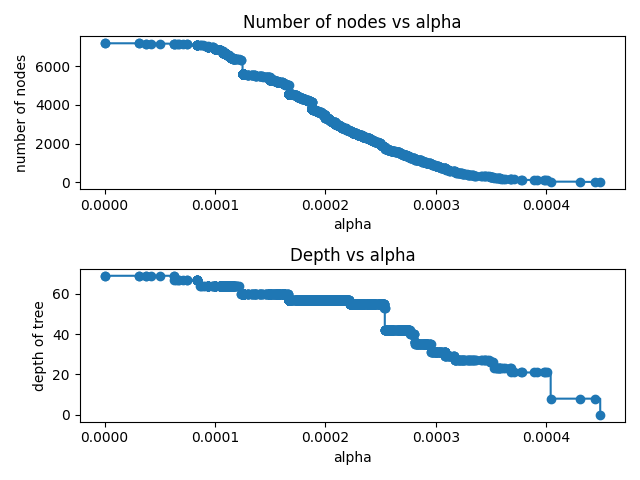 Number of nodes vs alpha
number of nodes
6000
4000
2000
0
0.0000 0.0001 0.0002 0.0003 0.0004
alpha
Depth vs alpha
depth of tree
60
40
20
0
0.0000 0.0001 0.0002 0.0003 0.0004
alpha